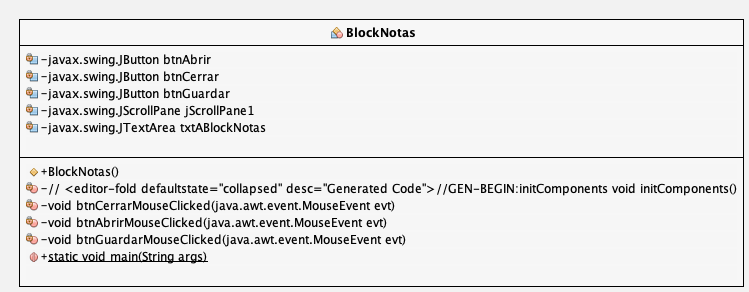 BlockNotas
-javax.swing.JButton btnAbrir
-javax.swing.JButton btnCerrar
-javax.swing.JButton btnGuardar
-javax.swing.JScrollPane jScrollPane1
-javax.swing.JTextArea txtABlockNotas
+BlockNotas()
-// <editor-fold defaultstate="collapsed" desc="Generated Code">//GEN-BEGIN:initComponents void initComponents()
-void btnCerrarMouseClicked(java.awt.event.MouseEvent evt)
-void btnAbrirMouseClicked(java.awt.event.MouseEvent evt)
-void btnGuardarMouseClicked(java.awt.event.MouseEvent evt)
+static void main(String args)